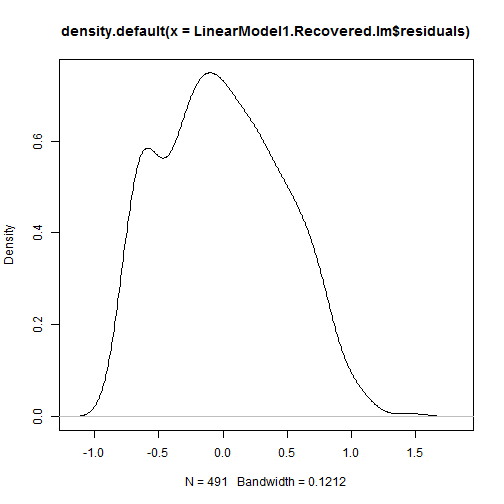 density.default(x = LinearModel1.Recovered.lm$residuals)
Density
0.6
0.4
0.2
0.0
-1.0 -0.5 0.0 0.5 1.0 1.5
N = 491 Bandwidth = 0.1212